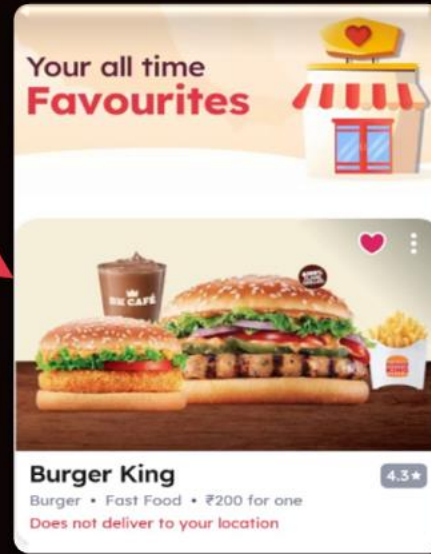 Your all time
Favourites
BK CAFÉ
Burger King
4.3★
Burger • Fast Food • ₹200 for one
Does not deliver to your location